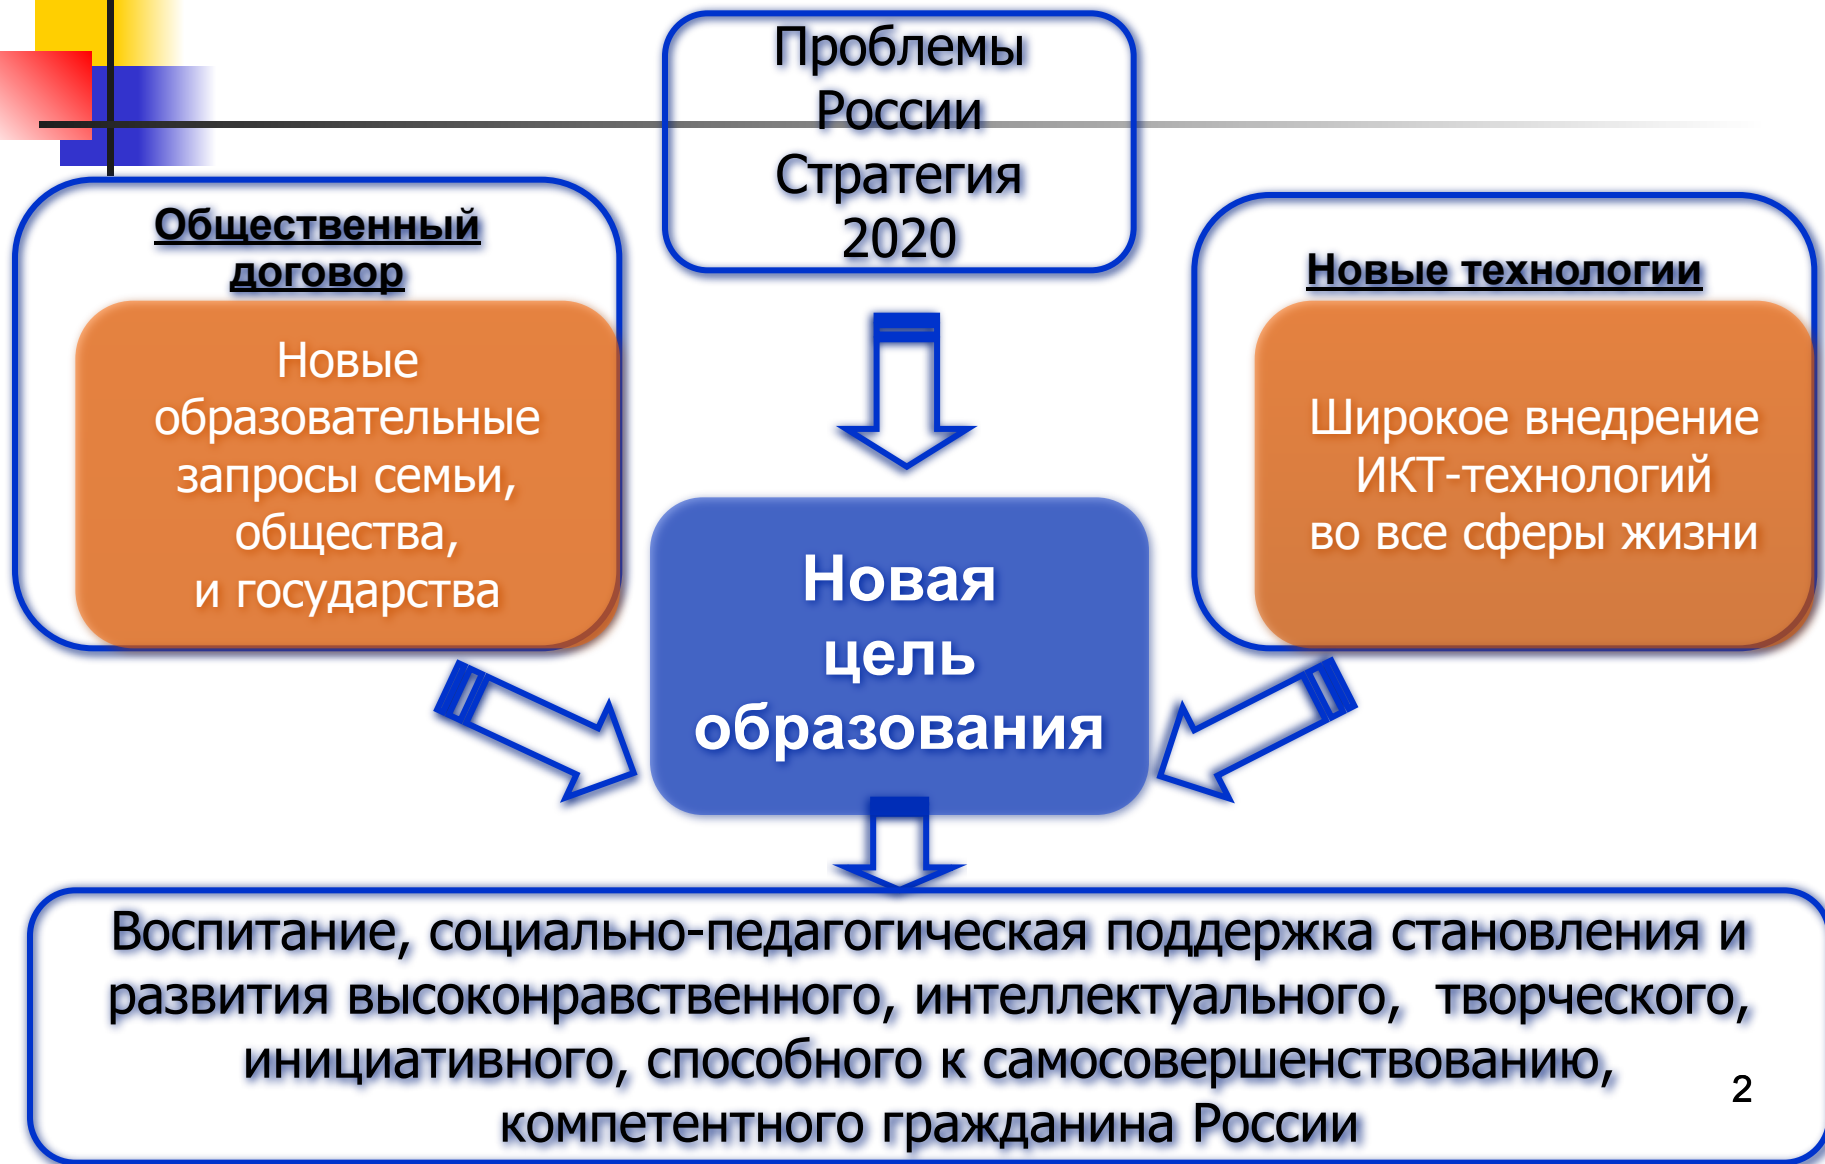 Проблемы
России
Стратегия
2020
Общественный
договор
Новые
образовательные
запросы семьи,
общества,
и государства
Новые технологии
Широкое внедрение
ИКТ-технологий
во все сферы жизни
Новая
цель
образования
Воспитание, социально-педагогическая поддержка становления и
развития высоконравственного, интеллектуального,  творческого,
инициативного, способного к самосовершенствованию,
компетентного гражданина России
2